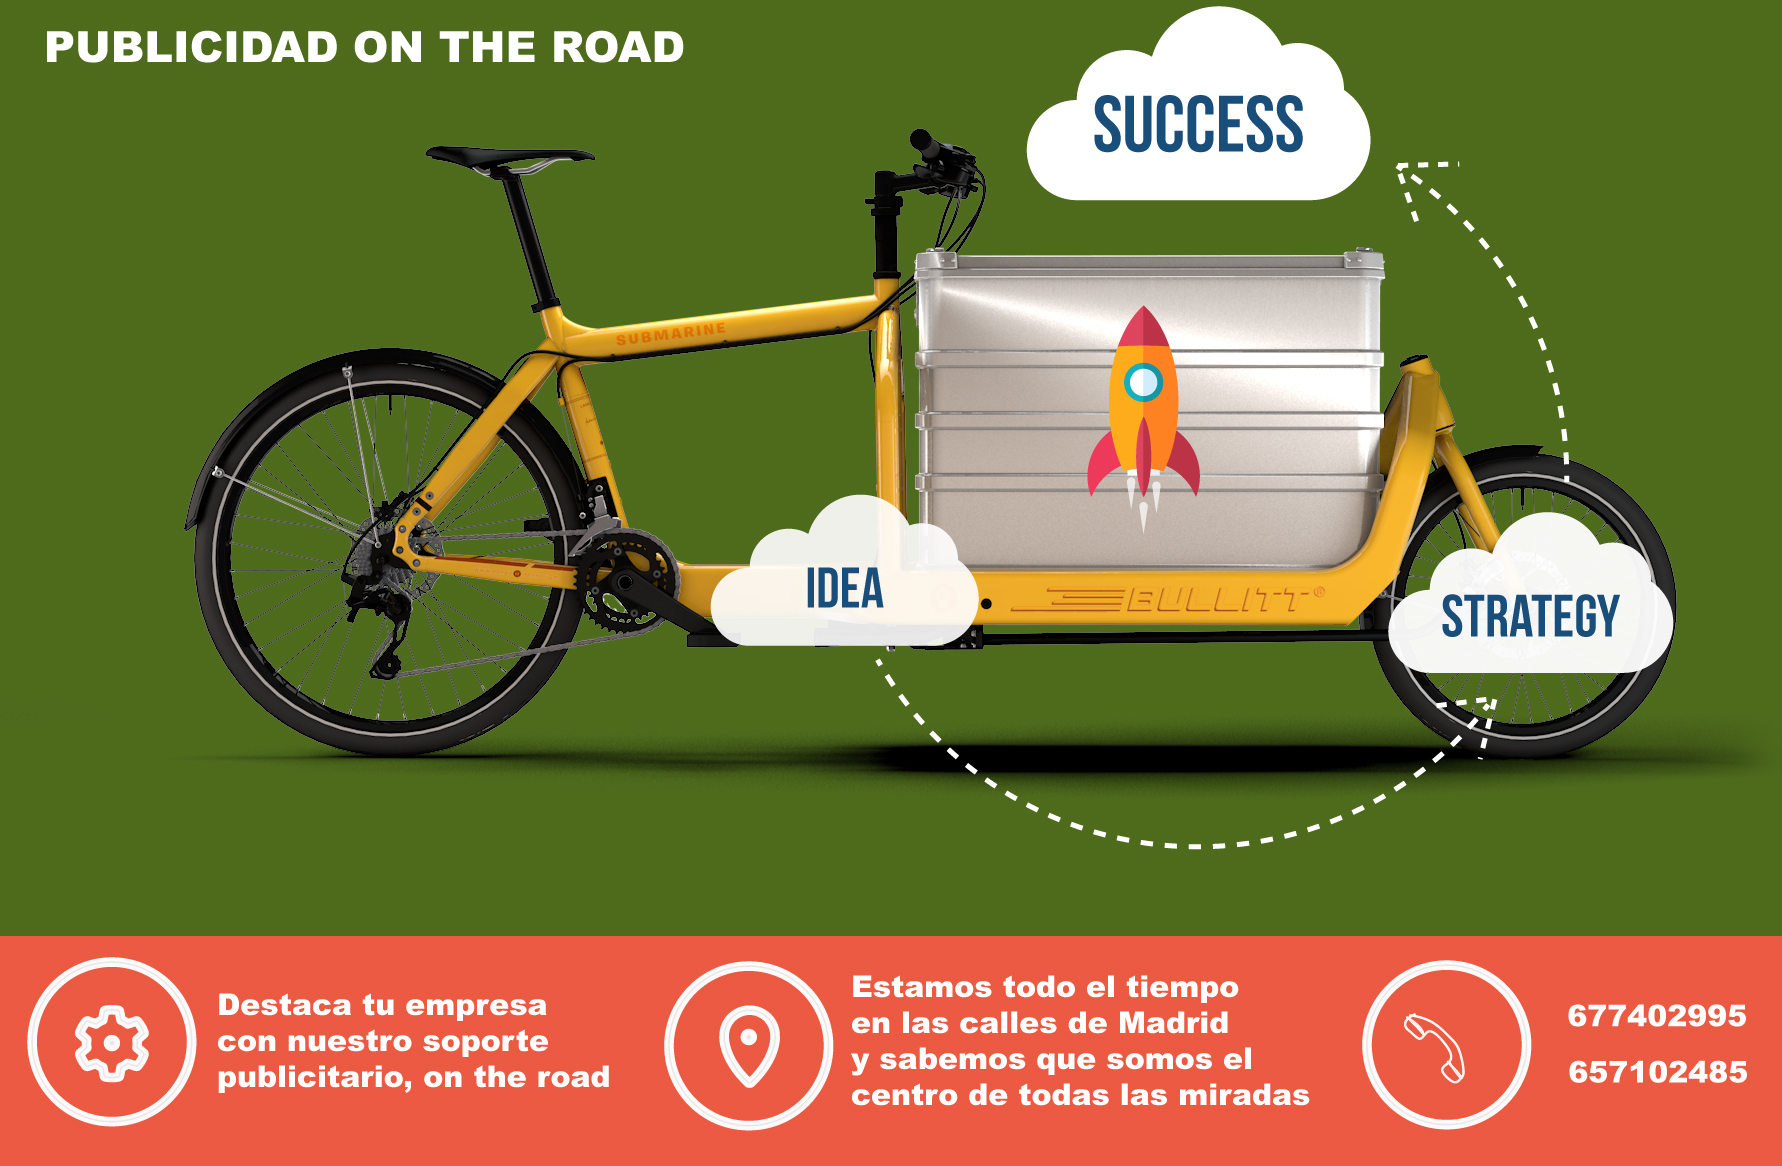 PUBLICIDAD ON THE ROAD
SUCCESS
SUBMARINE
IDEA
BULLITT®
STRATEGY
Destaca tu empresa
con nuestro soporte
publicitario, on the road
Estamos todo el tiempo
en las calles de Madrid
y sabemos que somos el
centro de todas las miradas
677402995
657102485